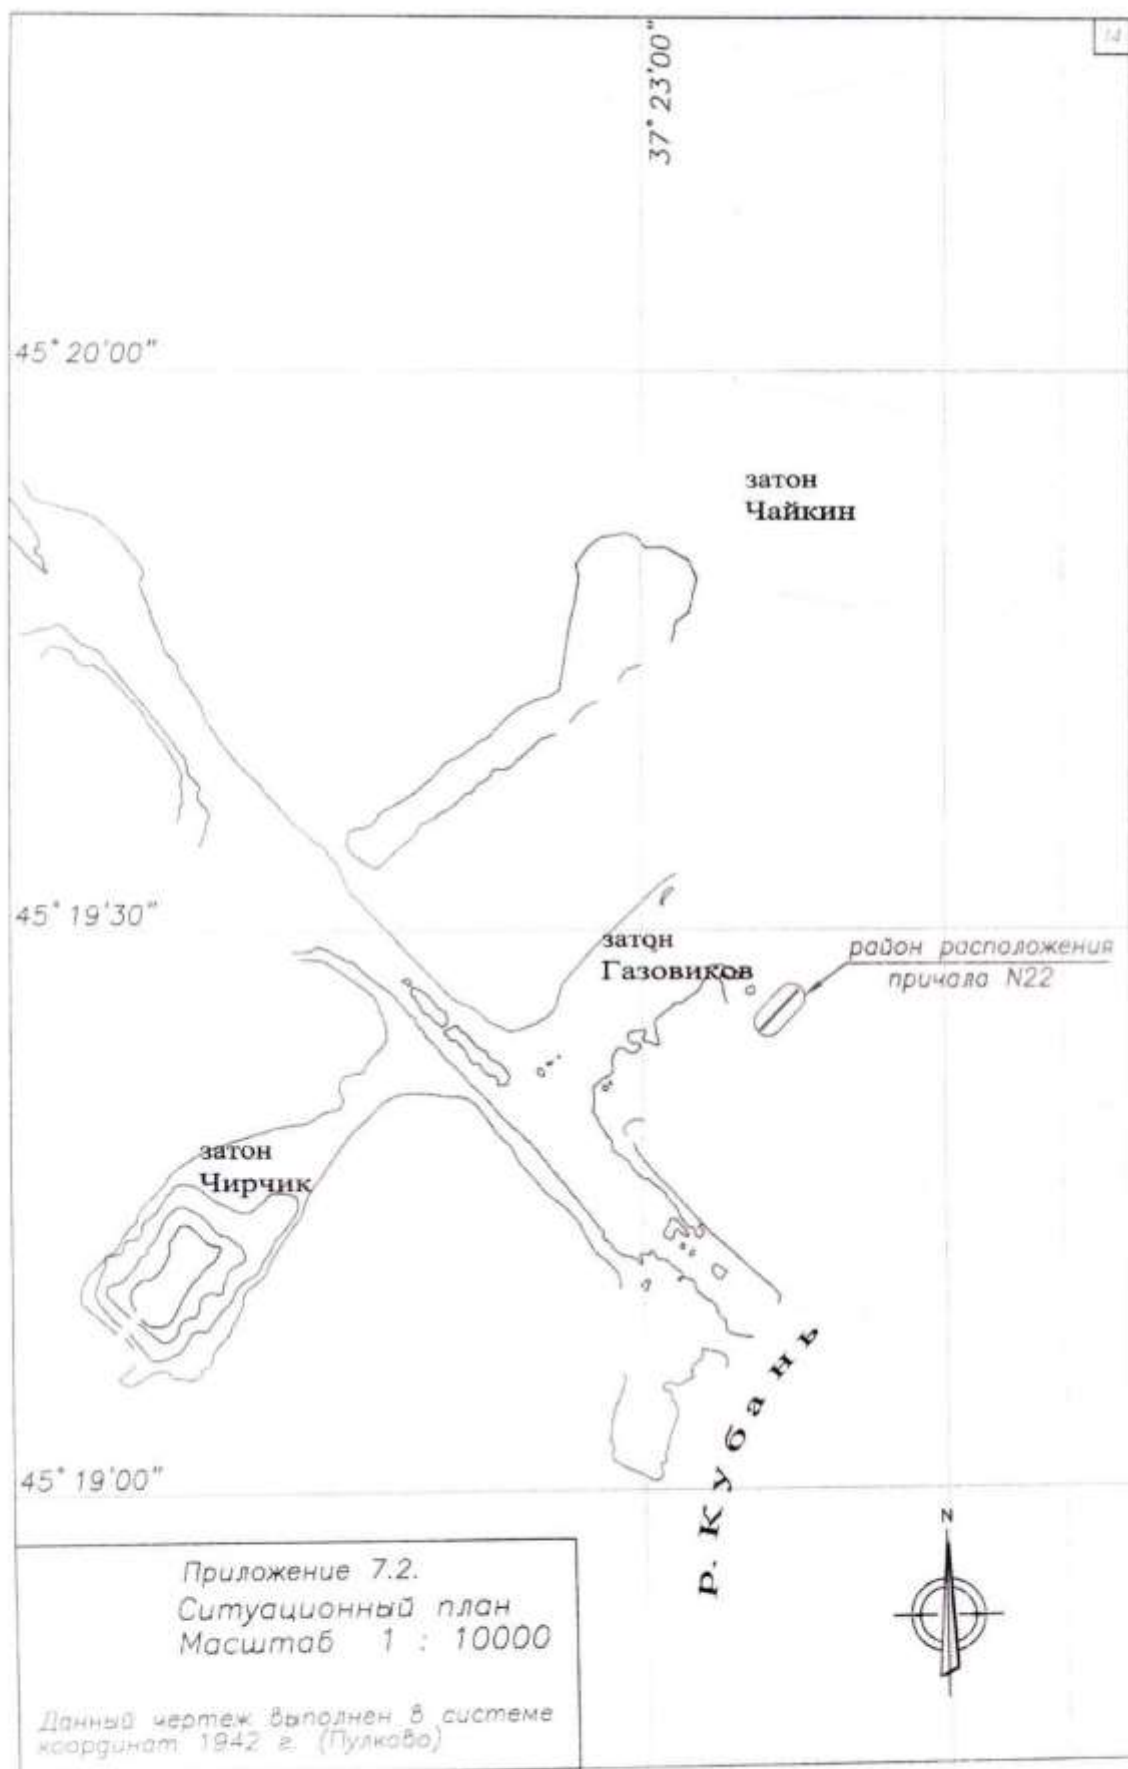 14
37° 23'00"
45° 20'00"
затон
Чайкин
45° 19'30"
затон
Газовиков
район расположения
причала N22
затон
Чирчик
р. Кубань
45° 19'00"
N
Приложение 7.2.
Ситуационный план
Масштаб 1 : 10000
Данный чертеж выполнен в системе
координат 1942 г. (Пулково)